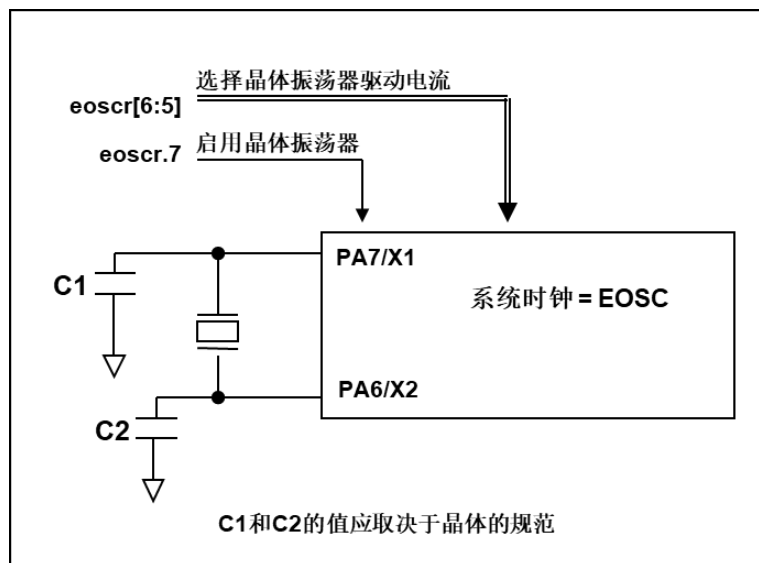 选择晶体振荡器驱动电流
eoscr[6:5]
eoscr.7 启用晶体振荡器
PA7/X1
C1
系统时钟 = EOSC
PA6/X2
C2
C1和C2的值应取决于晶体的规范